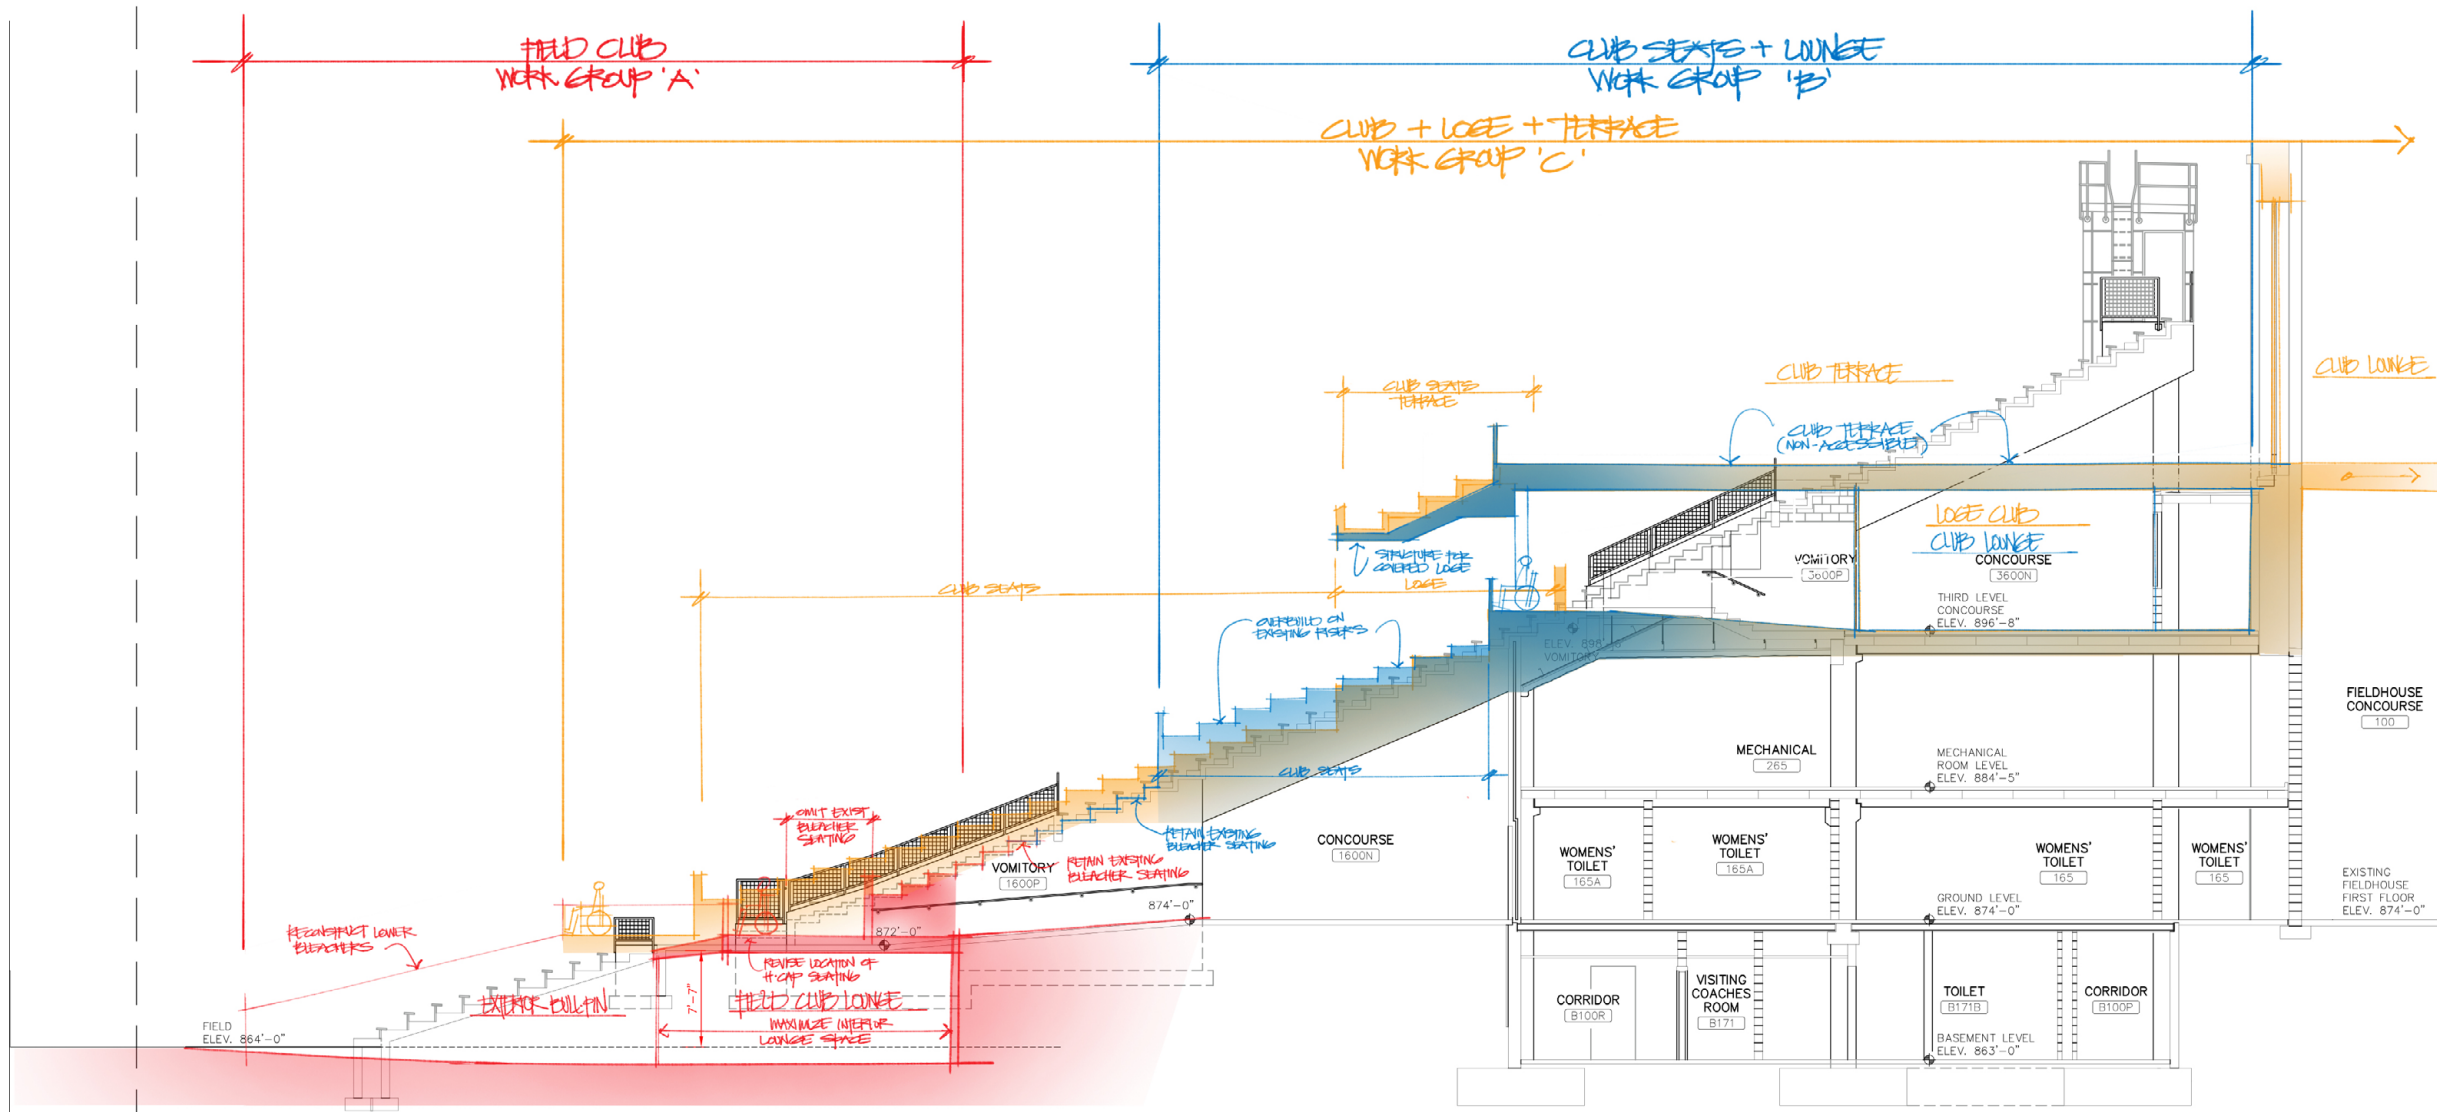 FIELD CLUB
WORK GROUP 'A'
CLUB SEATS + LOUNGE
WORK GROUP 'B'
CLUB + LOGE + TERRACE
WORK GROUP 'C'
CLUB SEATS
TERRACE
CLUB TERRACE
CLUB LOUNGE
CLUB TERRACE
(NON-ACCESSIBLE)
LOGE CLUB
CLUB LOUNGE
STRUCTURE FOR
COVERED LOGE
LOGE
CLUB SEATS
VOMITORY
3600P
CONCOURSE
3600N
THIRD LEVEL
CONCOURSE
ELEV. 896'-8"
OVERBUILD ON
EXISTING RISERS
ELEV. 898'-8
VOMITORY
FIELDHOUSE
CONCOURSE
100
MECHANICAL
265
MECHANICAL
ROOM LEVEL
ELEV. 884'-5"
CLUB SEATS
OMIT EXIST
BLEACHER
SEATING
RETAIN EXISTING
BLEACHER SEATING
RETAIN EXISTING
BLEACHER SEATING
VOMITORY
1600P
CONCOURSE
1600N
WOMENS'
TOILET
165A
WOMENS'
TOILET
165A
WOMENS'
TOILET
165
WOMENS'
TOILET
165
EXISTING
FIELDHOUSE
FIRST FLOOR
ELEV. 874'-0"
874'-0"
GROUND LEVEL
ELEV. 874'-0"
872'-0"
RECONSTRUCT LOWER
BLEACHERS
REVISE LOCATION OF
H'CAP SEATING
7'-7"
EXTERIOR BULL-PIN
FIELD CLUB LOUNGE
MAXIMIZE INTERIOR
LOUNGE SPACE
FIELD
ELEV. 864'-0"
CORRIDOR
B100R
VISITING
COACHES
ROOM
B171
TOILET
B171B
CORRIDOR
B100P
BASEMENT LEVEL
ELEV. 863'-0"